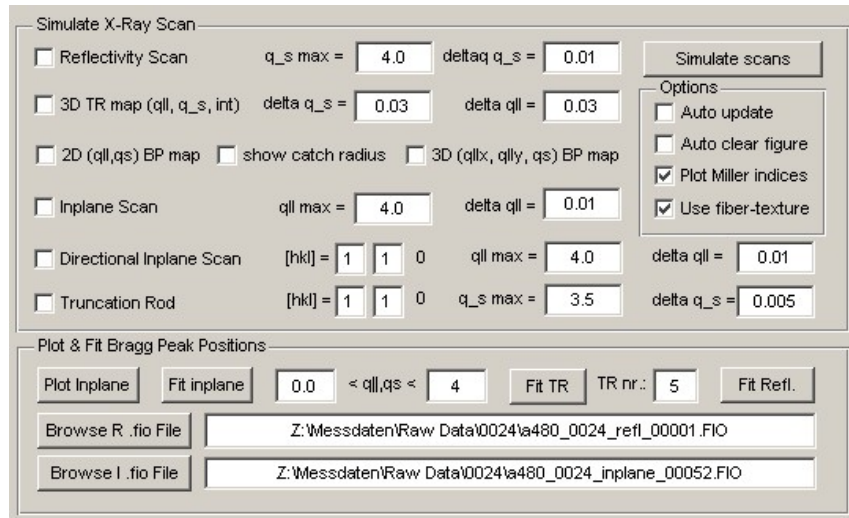 Simulate X-Ray Scan
Reflectivity Scan q_s max = 4.0 deltaq q_s = 0.01 Simulate scans
Options
3D TR map (qll, q_s, int) delta q_s = 0.03 delta qll = 0.03 Auto update
2D (qll,qs) BP map show catch radius 3D (qllx, qlly, qs) BP map Auto clear figure
Plot Miller indices
Inplane Scan qll max = 4.0 delta qll = 0.01 Use fiber-texture
Directional Inplane Scan [hkl] = 1 1 0 qll max = 4.0 delta qll = 0.01
Truncation Rod [hkl] = 1 1 0 q_s max = 3.5 delta q_s = 0.005
Plot & Fit Bragg Peak Positions
Plot Inplane Fit inplane 0.0 < qll,qs < 4 Fit TR TR nr.: 5 Fit Refl.
Browse R .fio File Z:\Messdaten\Raw Data\0024\a480_0024_refl_00001.FIO
Browse I .fio File Z:\Messdaten\Raw Data\0024\a480_0024_inplane_00052.FIO